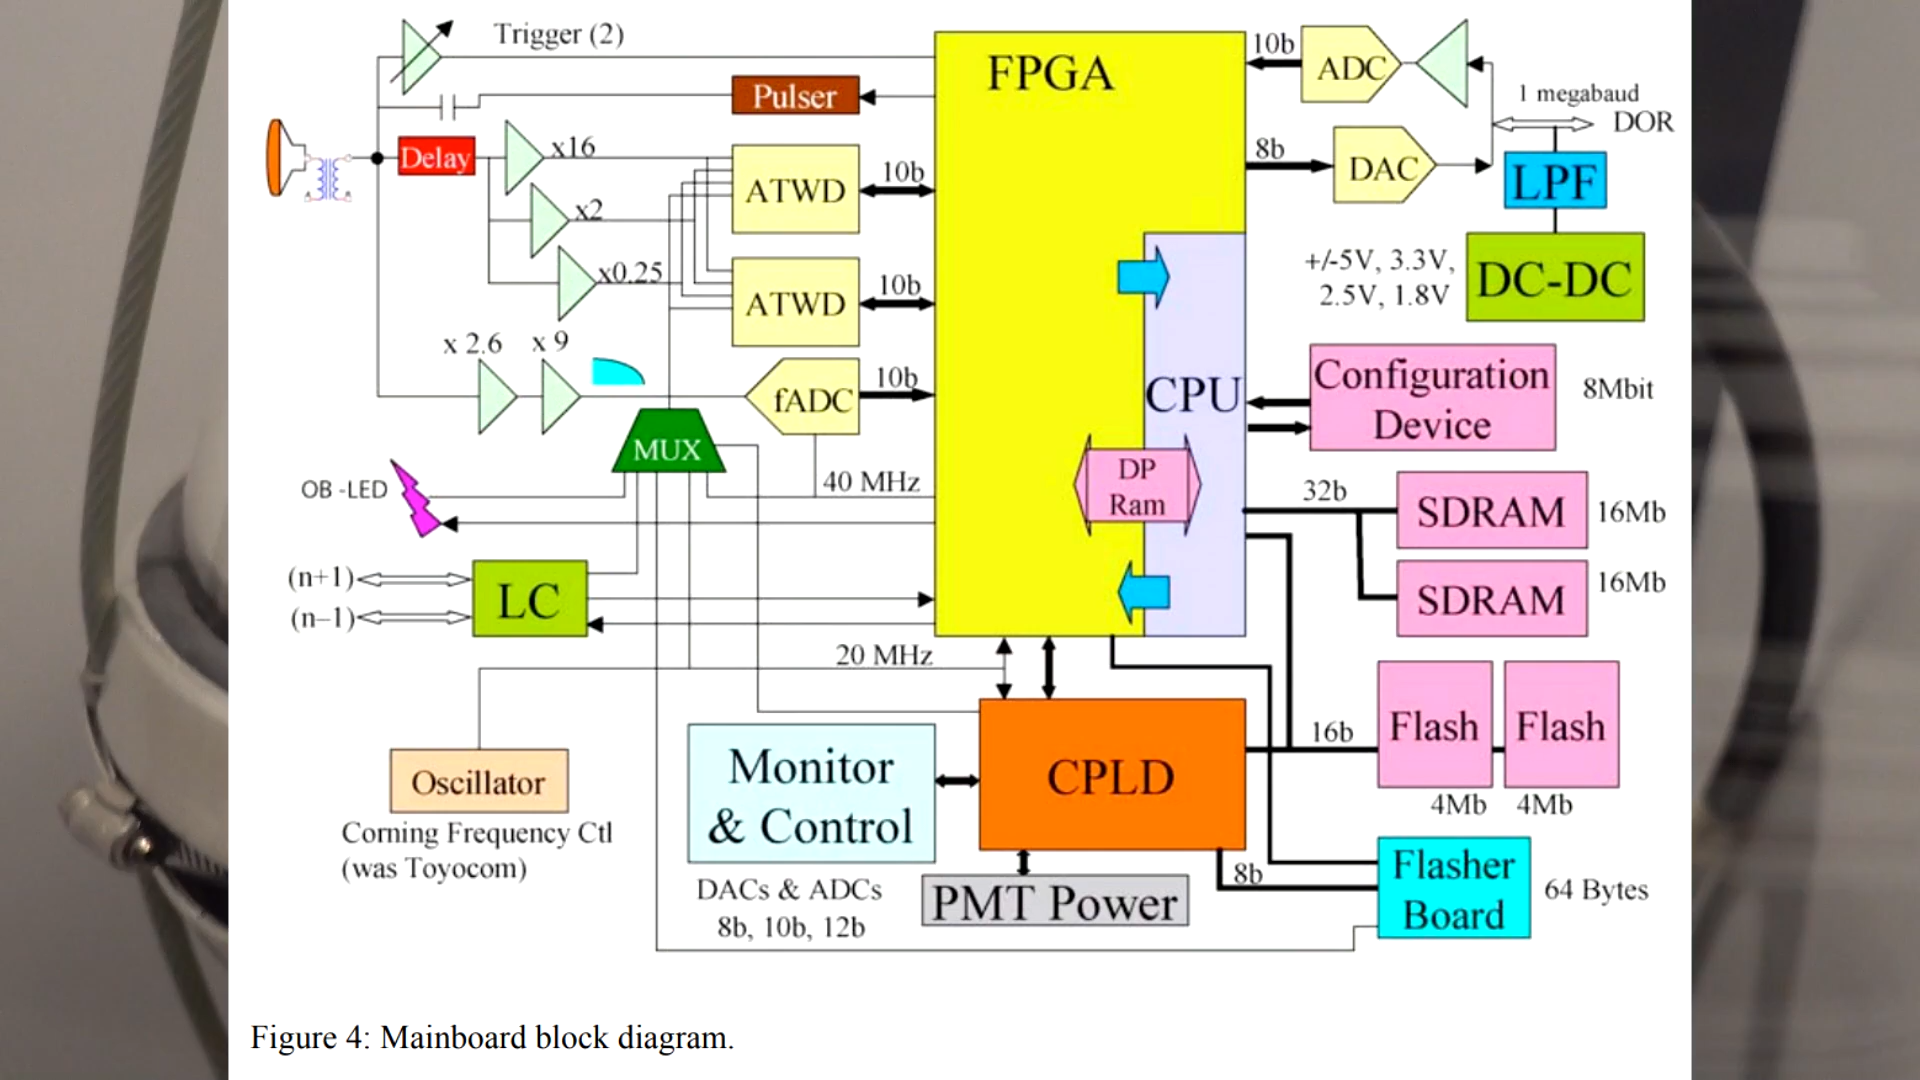 Trigger (2)
FPGA
10b
ADC
Pulser
1 megabaud
DOR
Delay
x16
ATWD
10b
8b
DAC
LPF
x2
x0.25
ATWD
10b
+/-5V, 3.3V,
2.5V, 1.8V
DC-DC
x 2.6
x 9
fADC
10b
CPU
Configuration
Device
8Mbit
MUX
OB -LED
40 MHz
DP
Ram
32b
SDRAM
16Mb
(n+1)
(n–1)
LC
SDRAM
16Mb
20 MHz
Oscillator
Corning Frequency Ctl
(was Toyocom)
Monitor
& Control
DACs & ADCs
8b, 10b, 12b
CPLD
16b
Flash
Flash
4Mb
4Mb
PMT Power
8b
Flasher
Board
64 Bytes
Figure 4: Mainboard block diagram.